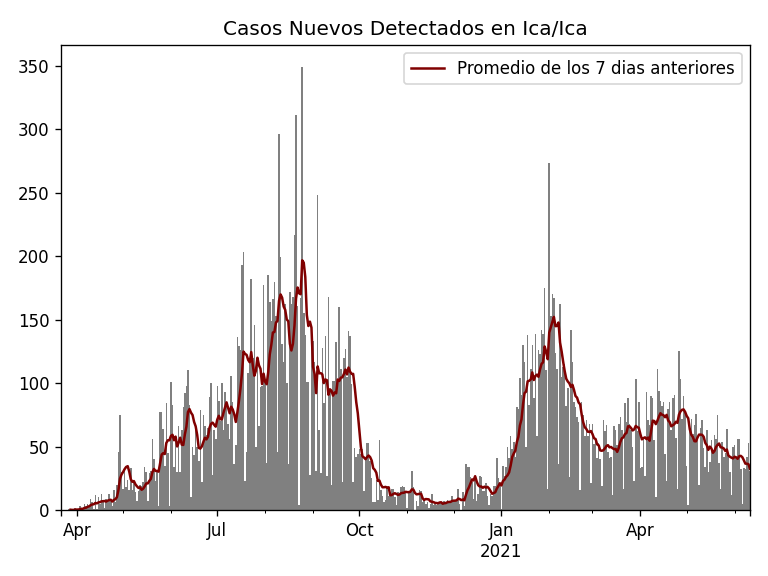 Casos Nuevos Detectados en Ica/Ica
Promedio de los 7 dias anteriores
350
300
250
200
150
100
50
0
Apr
Jul
Oct
Jan
Apr
2021